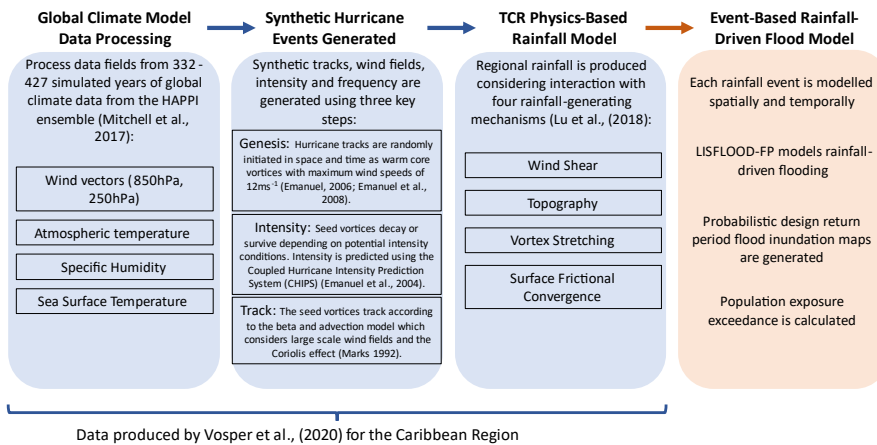 Global Climate Model
Data Processing
Process data fields from 332 -
427 simulated years of global
climate data from the HAPPI
ensemble (Mitchell et al.,
2017):
Wind vectors (850hPa,
250hPa)
Atmospheric temperature
Specific Humidity
Sea Surface Temperature
Synthetic Hurricane
Events Generated
Synthetic tracks, wind fields,
intensity and frequency are
generated using three key
steps:
Genesis: Hurricane tracks are randomly
initiated in space and time as warm core
vortices with maximum wind speeds of
12ms⁻¹ (Emanuel, 2006; Emanuel et al.,
2008).
Intensity: Seed vortices decay or
survive depending on potential intensity
conditions. Intensity is predicted using the
Coupled Hurricane Intensity Prediction
System (CHIPS) (Emanuel et al., 2004).
Track: The seed vortices track according
to the beta and advection model which
considers large scale wind fields and the
Coriolis effect (Marks 1992).
TCR Physics-Based
Rainfall Model
Regional rainfall is produced
considering interaction with
four rainfall-generating
mechanisms (Lu et al., (2018):
Wind Shear
Topography
Vortex Stretching
Surface Frictional
Convergence
Event-Based Rainfall-
Driven Flood Model
Each rainfall event is modelled
spatially and temporally
LISFLOOD-FP models rainfall-
driven flooding
Probabilistic design return
period flood inundation maps
are generated
Population exposure
exceedance is calculated
Data produced by Vosper et al., (2020) for the Caribbean Region